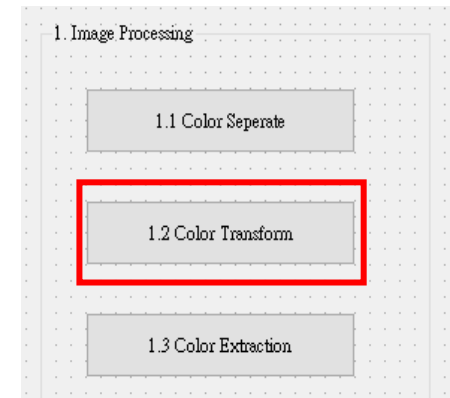 1. Image Processing
1.1 Color Seperate
1.2 Color Transform
1.3 Color Extraction